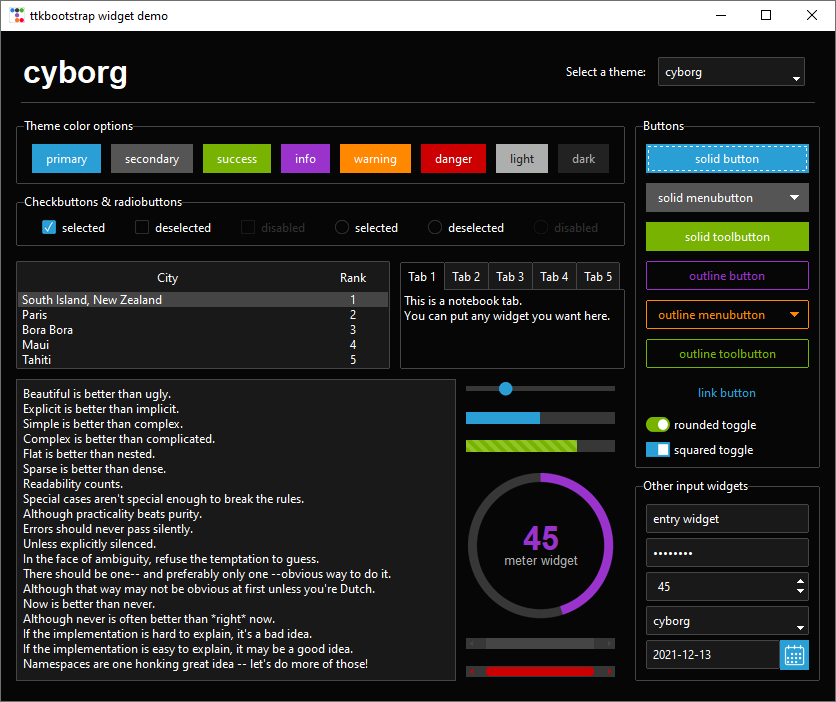 ttkbootstrap widget demo
cyborg
Select a theme:
cyborg
Theme color options
primary
secondary
success
info
warning
danger
light
dark
Checkbuttons & radiobuttons
selected
deselected
disabled
selected
deselected
disabled
City Rank
South Island, New Zealand 1
Paris 2
Bora Bora 3
Maui 4
Tahiti 5
Tab 1
Tab 2
Tab 3
Tab 4
Tab 5
This is a notebook tab.
You can put any widget you want here.
Beautiful is better than ugly.
Explicit is better than implicit.
Simple is better than complex.
Complex is better than complicated.
Flat is better than nested.
Sparse is better than dense.
Readability counts.
Special cases aren't special enough to break the rules.
Although practicality beats purity.
Errors should never pass silently.
Unless explicitly silenced.
In the face of ambiguity, refuse the temptation to guess.
There should be one-- and preferably only one --obvious way to do it.
Although that way may not be obvious at first unless you're Dutch.
Now is better than never.
Although never is often better than *right* now.
If the implementation is hard to explain, it's a bad idea.
If the implementation is easy to explain, it may be a good idea.
Namespaces are one honking great idea -- let's do more of those!
45
meter widget
Buttons
solid button
solid menubutton
solid toolbutton
outline button
outline menubutton
outline toolbutton
link button
rounded toggle
squared toggle
Other input widgets
entry widget
••••••••
45
cyborg
2021-12-13